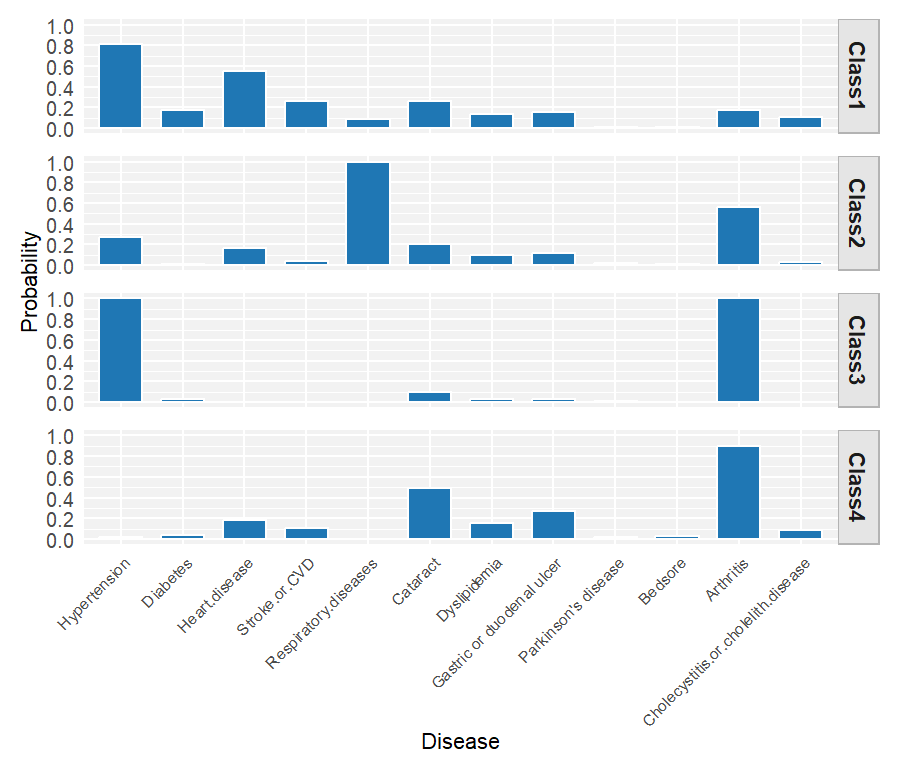 Probability
1.0
0.8
0.6
0.4
0.2
0.0
Class1
1.0
0.8
0.6
0.4
0.2
0.0
Class2
1.0
0.8
0.6
0.4
0.2
0.0
Class3
1.0
0.8
0.6
0.4
0.2
0.0
Class4
Hypertension
Diabetes
Heart.disease
Stroke.or.CVD
Respiratory.diseases
Cataract
Dyslipidemia
Gastric or duodenal ulcer
Parkinson's disease
Bedsore
Arthritis
Cholecystitis.or.cholelith.disease
Disease